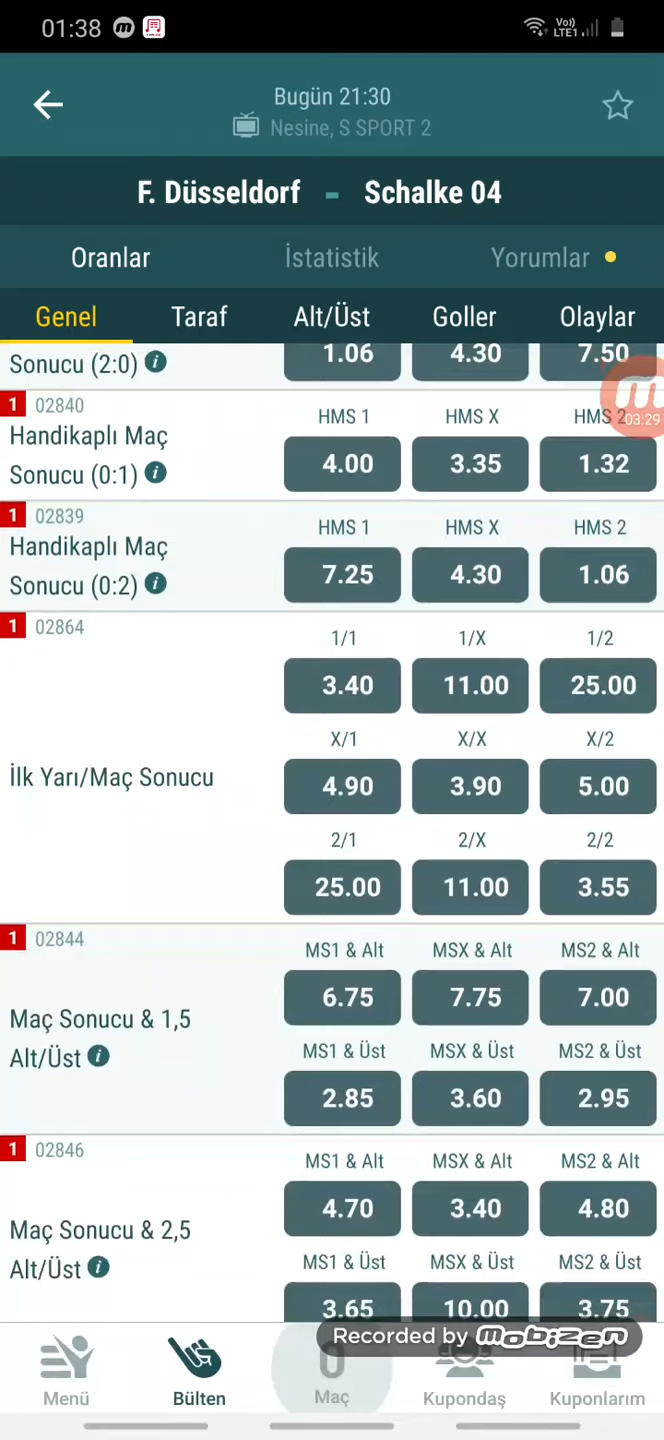 01:38
Vo)) LTE1
Bugün 21:30
Nesine, S SPORT 2
F. Düsseldorf - Schalke 04
Oranlar İstatistik Yorumlar
Genel Taraf Alt/Üst Goller Olaylar
Sonucu (2:0) i 1.06 4.30 7.50
1 02840
HMS 1 HMS X HMS 2
Handikaplı Maç
Sonucu (0:1) i
4.00 3.35 1.32
03:29
1 02839
HMS 1 HMS X HMS 2
Handikaplı Maç
Sonucu (0:2) i
7.25 4.30 1.06
1 02864
1/1 1/X 1/2
3.40 11.00 25.00
X/1 X/X X/2
İlk Yarı/Maç Sonucu
4.90 3.90 5.00
2/1 2/X 2/2
25.00 11.00 3.55
1 02844
MS1 & Alt MSX & Alt MS2 & Alt
6.75 7.75 7.00
Maç Sonucu & 1,5
Alt/Üst i
MS1 & Üst MSX & Üst MS2 & Üst
2.85 3.60 2.95
1 02846
MS1 & Alt MSX & Alt MS2 & Alt
4.70 3.40 4.80
Maç Sonucu & 2,5
Alt/Üst i
MS1 & Üst MSX & Üst MS2 & Üst
3.65 10.00 3.75
Recorded by mobizen
0
Menü Bülten Maç Kupondaş Kuponlarım